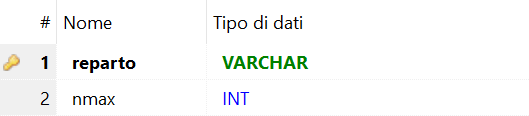 # Nome Tipo di dati
1 reparto VARCHAR
2 nmax INT